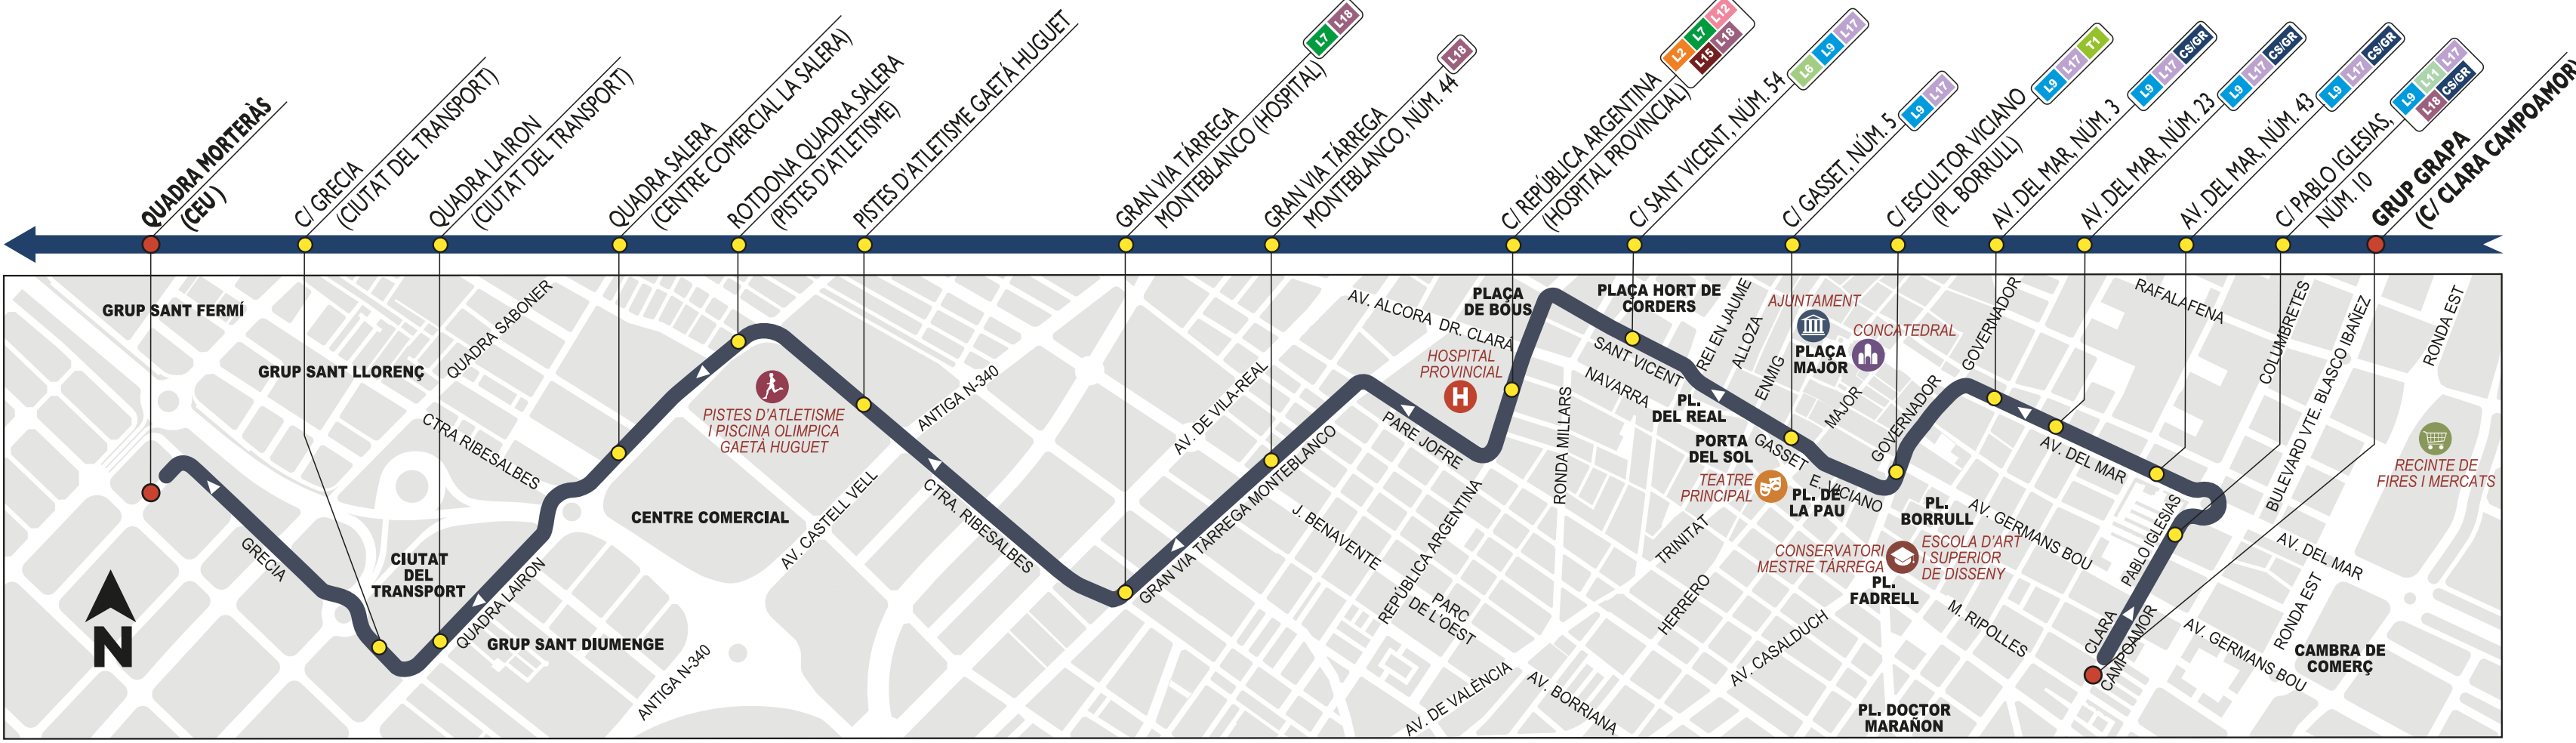 QUADRA MORTERÀS
(CEU )
C/ GRECIA
(CIUTAT DEL TRANSPORT)
QUADRA LAIRON
(CIUTAT DEL TRANSPORT)
QUADRA SALERA
(CENTRE COMERCIAL LA SALERA)
ROTDONA QUADRA SALERA
(PISTES D'ATLETISME)
PISTES D'ATLETISME GAETÁ HUGUET
GRAN VIA TÀRREGA
MONTEBLANCO (HOSPITAL)
L7 L18
GRAN VIA TÀRREGA
MONTEBLANCO, NÚM. 44
L18
C/ REPÚBLICA ARGENTINA
(HOSPITAL PROVINCIAL)
L2 L7 L12
L15 L18
C/ SANT VICENT, NÚM. 54
L6 L9 L17
C/ GASSET, NÚM. 5
L9 L17
C/ ESCULTOR VICIANO
(PL. BORRULL)
L9 L17 T1
AV. DEL MAR, NÚM. 3
L9 L17 CS/GR
AV. DEL MAR, NÚM. 23
L9 L17 CS/GR
AV. DEL MAR, NÚM. 43
L9 L17 CS/GR
C/ PABLO IGLESIAS,
NÚM. 10
L9 L11 L17
L18 CS/GR
GRUP GRAPA
(C/ CLARA CAMPOAMOR)
GRUP SANT FERMÍ
GRUP SANT LLORENÇ
QUADRA SABONER
CTRA RIBESALBES
GRECIA
CIUTAT
DEL
TRANSPORT
QUADRA LAIRON
GRUP SANT DIUMENGE
N
CENTRE COMERCIAL
PISTES D'ATLETISME
I PISCINA OLIMPICA
GAETÀ HUGUET
ANTIGA N-340
AV. CASTELL VELL
ANTIGA N-340
CTRA. RIBESALBES
GRAN VIA TÀRREGA MONTEBLANCO
AV. DE VILA-REAL
AV. ALCORA
DR. CLARÀ
PLAÇA
DE BOUS
HOSPITAL
PROVINCIAL
H
PARE JOFRE
J. BENAVENTE
REPÚBLICA ARGENTINA
PARC
DE L'OEST
AV. DE VALÈNCIA
AV. BORRIANA
RONDA MILLARS
PLAÇA HORT DE
CORDERS
SANT VICENT
NAVARRA
PL.
DEL REAL
REI EN JAUME
ALLOZA
ENMIG
AJUNTAMENT
CONCATEDRAL
PLAÇA
MAJOR
MAJOR
PORTA
DEL SOL
GASSET
TEATRE
PRINCIPAL
E. VICIANO
PL. DE
LA PAU
GOVERNADOR
GOVERNADOR
TRINITAT
HERRERO
CONSERVATORI
MESTRE TÀRREGA
ESCOLA D'ART
I SUPERIOR
DE DISSENY
PL.
BORRULL
PL.
FADRELL
AV. CASALDUCH
PL. DOCTOR
MARAÑON
M. RIPOLLES
AV. GERMANS BOU
AV. DEL MAR
PABLO IGLESIAS
CLARA
CAMPOAMOR
RAFALAFENA
COLUMBRETES
BULEVARD VTE. BLASCO IBAÑEZ
RONDA EST
RECINTE DE
FIRES I MERCATS
AV. DEL MAR
RONDA EST
AV. GERMANS BOU
CAMBRA DE
COMERÇ